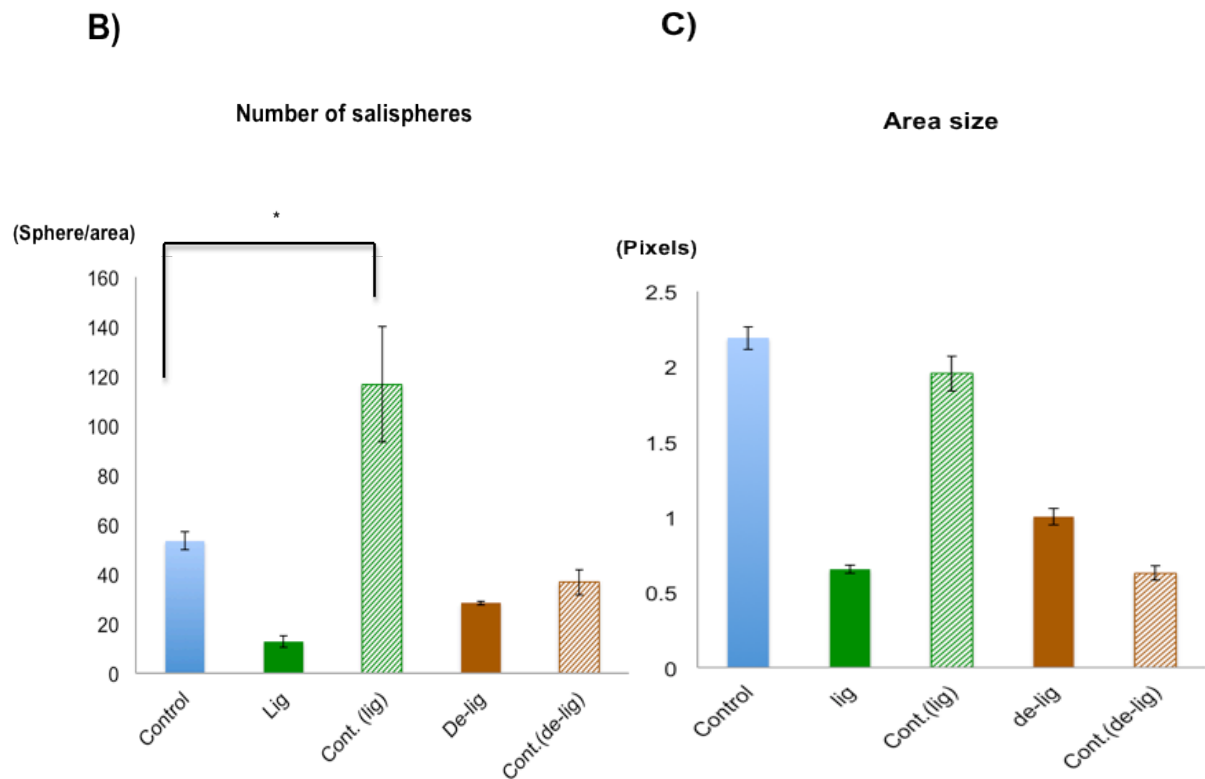 B)
Number of salispheres
(Sphere/area)
*
160
140
120
100
80
60
40
20
0
Control
Lig
Cont. (lig)
De-lig
Cont.(de-lig)
C)
Area size
(Pixels)
2.5
2
1.5
1
0.5
0
Control
lig
Cont.(lig)
de-lig
Cont.(de-lig)